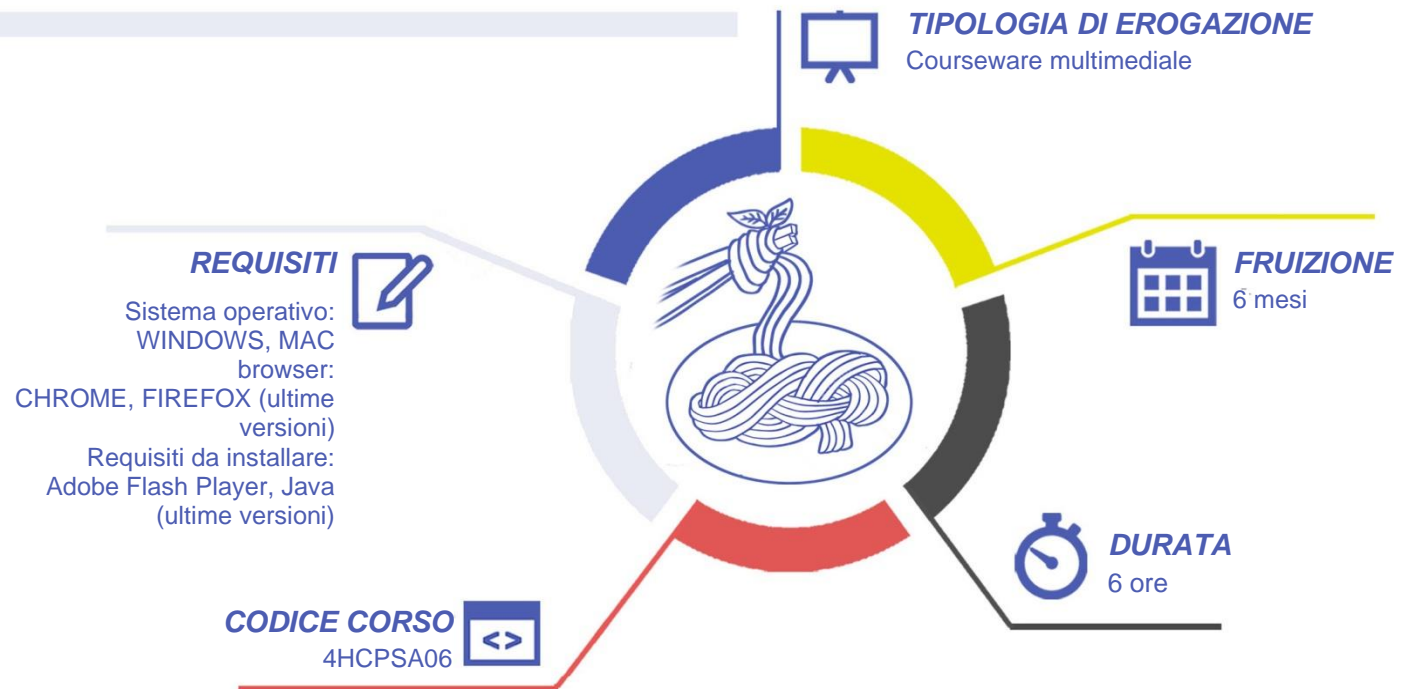 TIPOLOGIA DI EROGAZIONE
Courseware multimediale
REQUISITI
Sistema operativo:
WINDOWS, MAC
browser:
CHROME, FIREFOX (ultime
versioni)
Requisiti da installare:
Adobe Flash Player, Java
(ultime versioni)
FRUIZIONE
6 mesi
DURATA
6 ore
CODICE CORSO
4HCPSA06